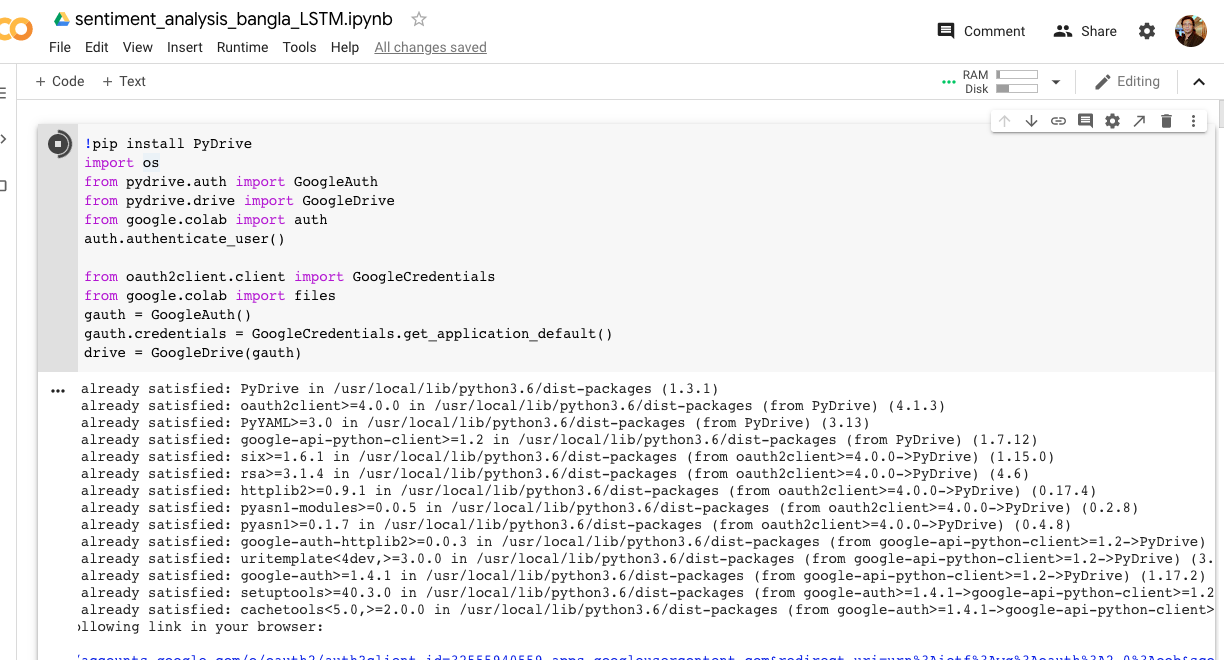 sentiment_analysis_bangla_LSTM.ipynb
File Edit View Insert Runtime Tools Help All changes saved
Comment Share
+ Code + Text
RAM
Disk
Editing
!pip install PyDrive
import os
from pydrive.auth import GoogleAuth
from pydrive.drive import GoogleDrive
from google.colab import auth
auth.authenticate_user()
from oauth2client.client import GoogleCredentials
from google.colab import files
gauth = GoogleAuth()
gauth.credentials = GoogleCredentials.get_application_default()
drive = GoogleDrive(gauth)
already satisfied: PyDrive in /usr/local/lib/python3.6/dist-packages (1.3.1)
already satisfied: oauth2client>=4.0.0 in /usr/local/lib/python3.6/dist-packages (from PyDrive) (4.1.3)
already satisfied: PyYAML>=3.0 in /usr/local/lib/python3.6/dist-packages (from PyDrive) (3.13)
already satisfied: google-api-python-client>=1.2 in /usr/local/lib/python3.6/dist-packages (from PyDrive) (1.7.12)
already satisfied: six>=1.6.1 in /usr/local/lib/python3.6/dist-packages (from oauth2client>=4.0.0->PyDrive) (1.15.0)
already satisfied: rsa>=3.1.4 in /usr/local/lib/python3.6/dist-packages (from oauth2client>=4.0.0->PyDrive) (4.6)
already satisfied: httplib2>=0.9.1 in /usr/local/lib/python3.6/dist-packages (from oauth2client>=4.0.0->PyDrive) (0.17.4)
already satisfied: pyasn1-modules>=0.0.5 in /usr/local/lib/python3.6/dist-packages (from oauth2client>=4.0.0->PyDrive) (0.2.8)
already satisfied: pyasn1>=0.1.7 in /usr/local/lib/python3.6/dist-packages (from oauth2client>=4.0.0->PyDrive) (0.4.8)
already satisfied: google-auth-httplib2>=0.0.3 in /usr/local/lib/python3.6/dist-packages (from google-api-python-client>=1.2->PyDrive)
already satisfied: uritemplate<4dev,>=3.0.0 in /usr/local/lib/python3.6/dist-packages (from google-api-python-client>=1.2->PyDrive) (3.
already satisfied: google-auth>=1.4.1 in /usr/local/lib/python3.6/dist-packages (from google-api-python-client>=1.2->PyDrive) (1.17.2)
already satisfied: setuptools>=40.3.0 in /usr/local/lib/python3.6/dist-packages (from google-auth>=1.4.1->google-api-python-client>=1.2
already satisfied: cachetools<5.0,>=2.0.0 in /usr/local/lib/python3.6/dist-packages (from google-auth>=1.4.1->google-api-python-client>
ollowing link in your browser: